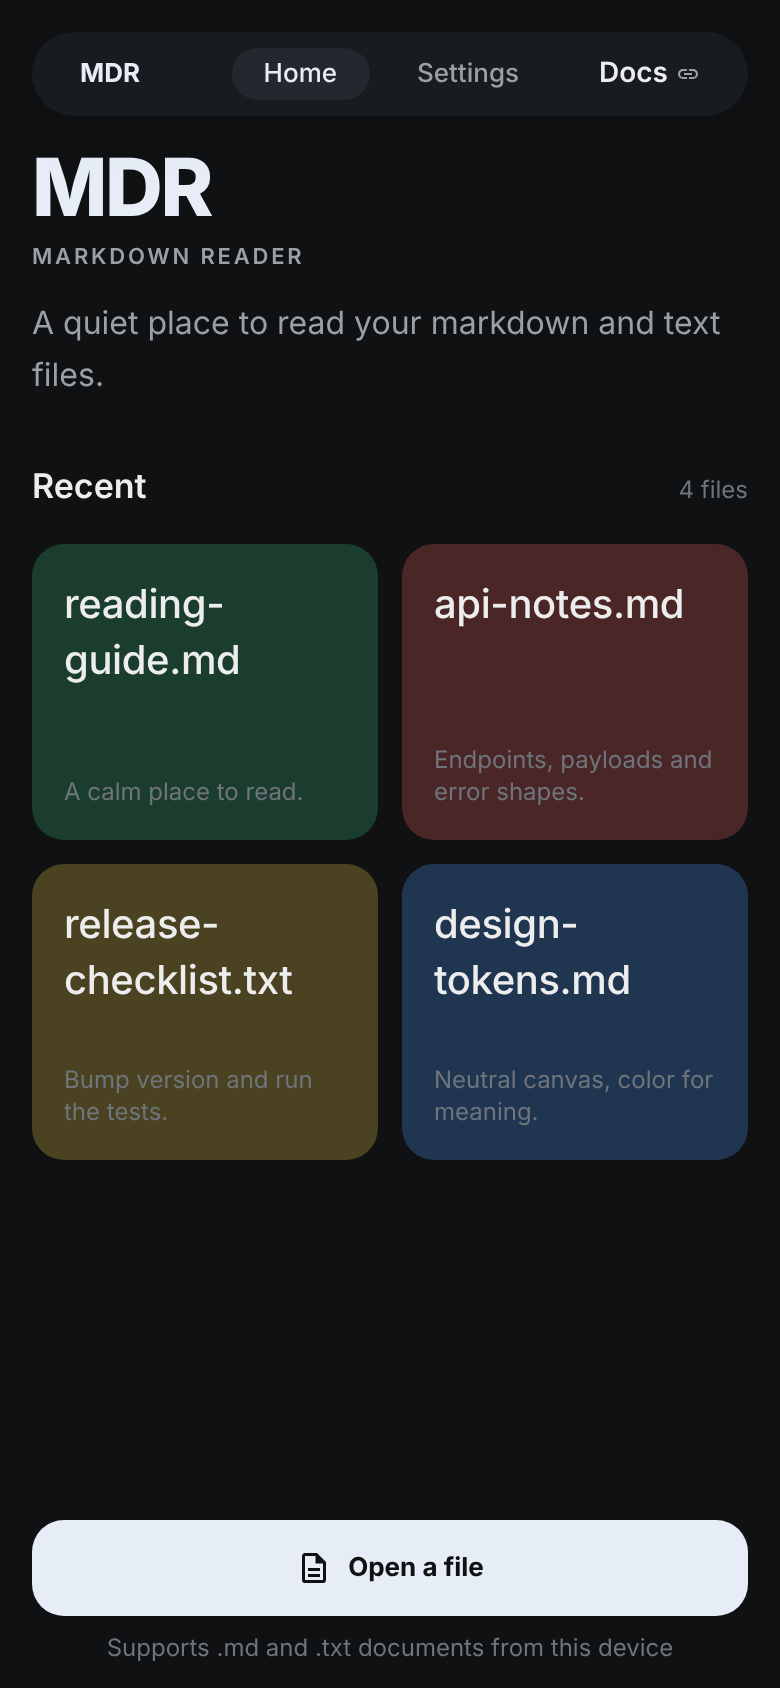 MDR Home Settings Docs
MDR
MARKDOWN READER
A quiet place to read your markdown and text
files.
Recent 4 files
reading-
guide.md
A calm place to read.
api-notes.md
Endpoints, payloads and
error shapes.
release-
checklist.txt
Bump version and run
the tests.
design-
tokens.md
Neutral canvas, color for
meaning.
Open a file
Supports .md and .txt documents from this device